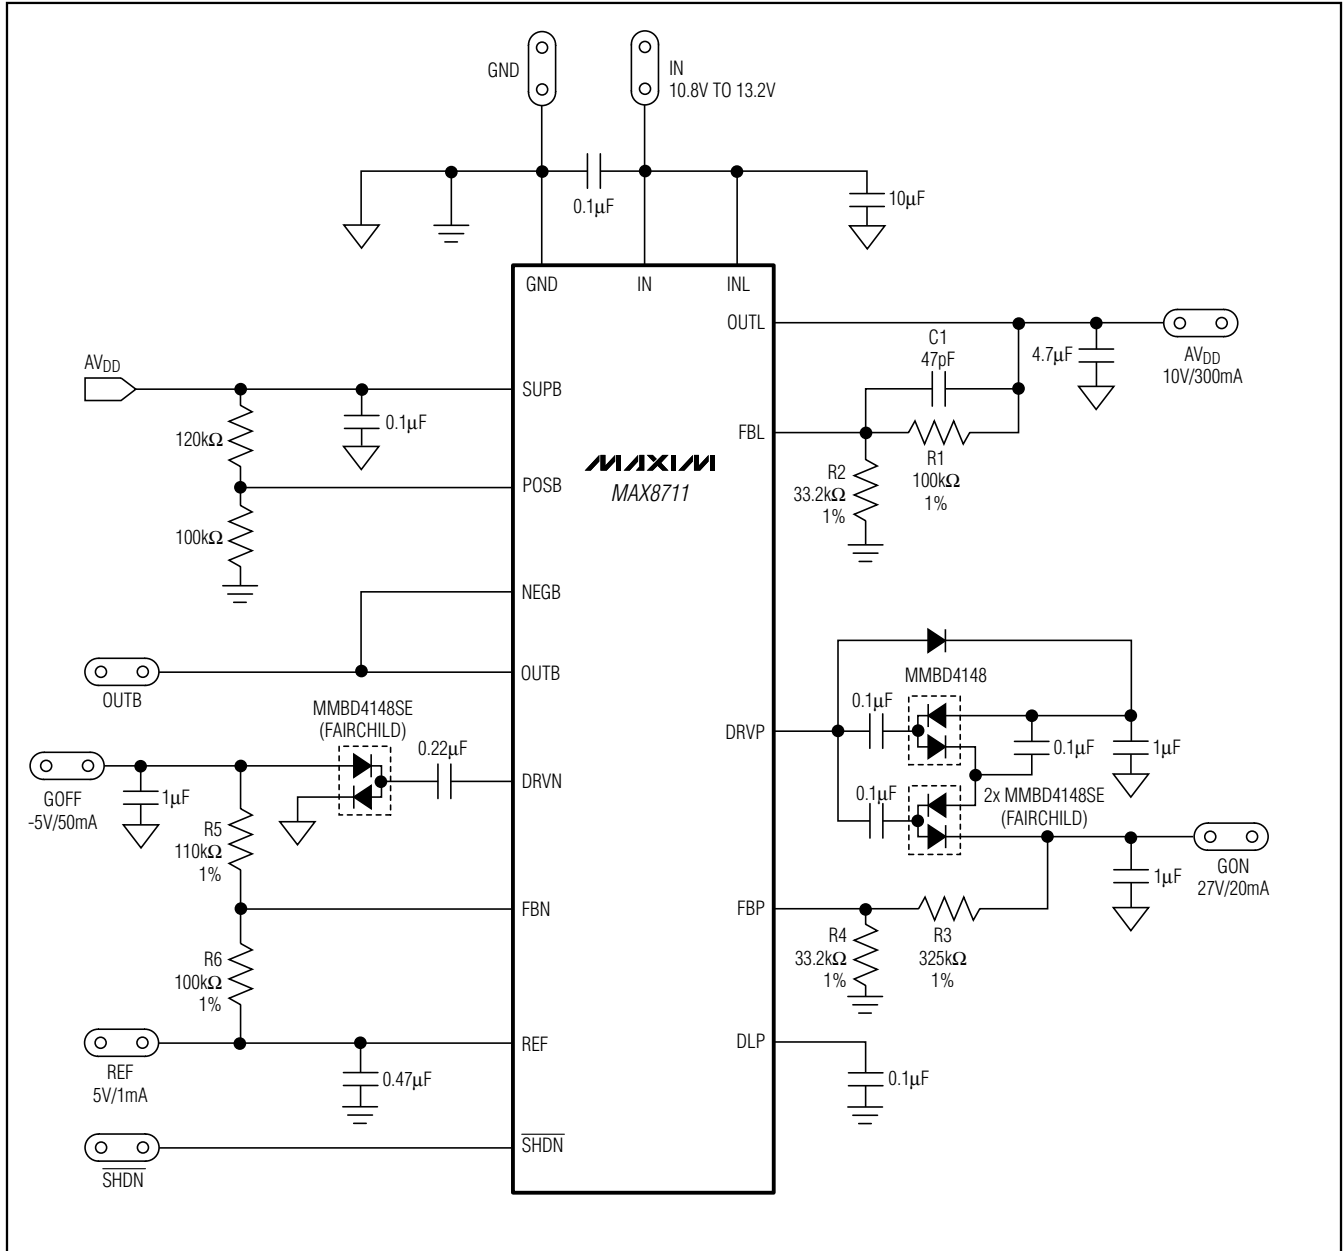 GND
IN
10.8V TO 13.2V
0.1μF
10μF
GND
IN
INL
OUTL
AVDD
SUPB
120kΩ
0.1μF
POSB
100kΩ
NEGB
OUTB
OUTB
MAXIM
MAX8711
C1
47pF
4.7μF
AVDD
10V/300mA
FBL
R2
33.2kΩ
1%
R1
100kΩ
1%
MMBD4148SE
(FAIRCHILD)
0.22μF
DRVN
GOFF
-5V/50mA
1μF
R5
110kΩ
1%
FBN
R6
100kΩ
1%
REF
REF
5V/1mA
0.47μF
SHDN
SHDN
MMBD4148
0.1μF
DRVP
0.1μF
1μF
0.1μF
2x MMBD4148SE
(FAIRCHILD)
GON
27V/20mA
1μF
FBP
R4
33.2kΩ
1%
R3
325kΩ
1%
DLP
0.1μF